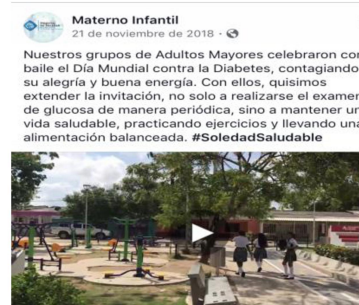 Materno Infantil
21 de noviembre de 2018 ·
Nuestros grupos de Adultos Mayores celebraron con
baile el Día Mundial contra la Diabetes, contagiando
su alegría y buena energía. Con ellos, quisimos
extender la invitación, no solo a realizarse el examen
de glucosa de manera periódica, sino a mantener un
vida saludable, practicando ejercicios y llevando una
alimentación balanceada. #SoledadSaludable